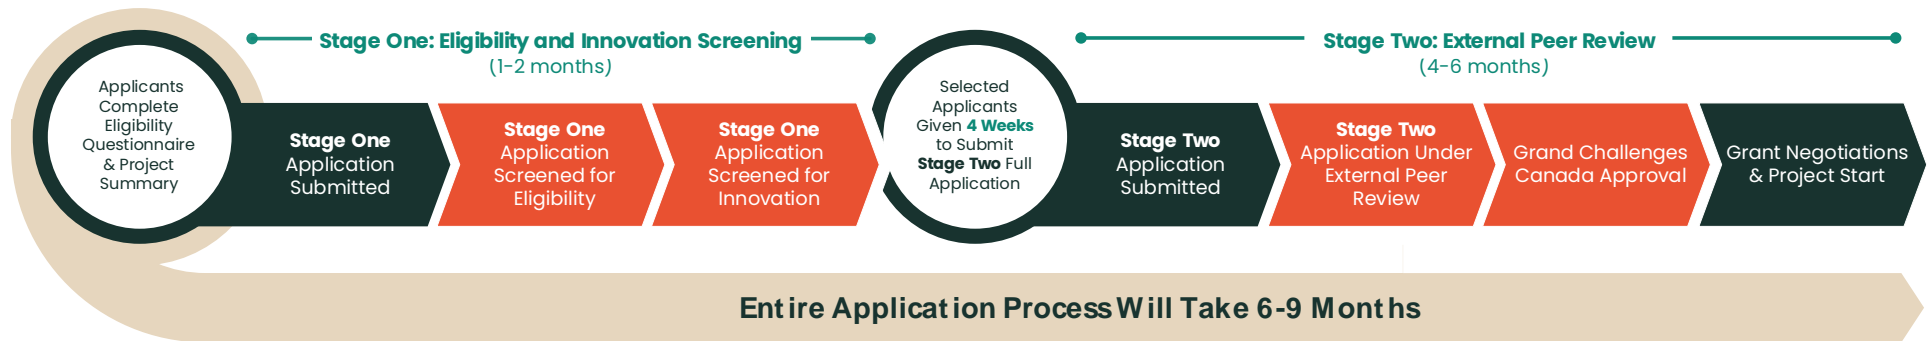 Stage One: Eligibility and Innovation Screening
(1-2 months)
Stage Two: External Peer Review
(4-6 months)
Applicants
Complete
Eligibility
Questionnaire
& Project
Summary
Stage One
Application
Submitted
Stage One
Application
Screened for
Eligibility
Stage One
Application
Screened for
Innovation
Selected
Applicants
Given 4 Weeks
to Submit
Stage Two Full
Application
Stage Two
Application
Submitted
Stage Two
Application Under
External Peer
Review
Grand Challenges
Canada Approval
Grant Negotiations
& Project Start
Entire Application Process Will Take 6-9 Months